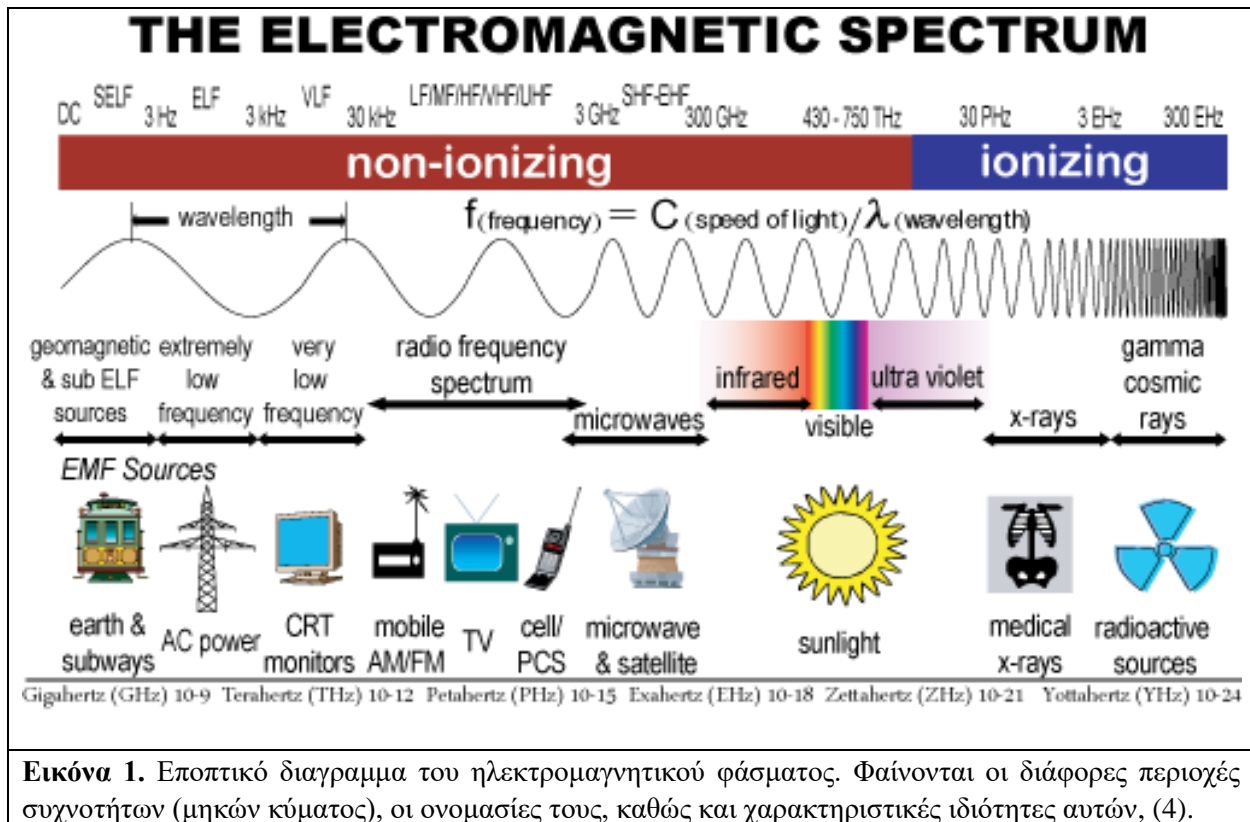 THE ELECTROMAGNETIC SPECTRUM
DC SELF 3 Hz ELF 3 kHz VLF 30 kHz LF/MF/HF/VHF/UHF 3 GHz SHF-EHF 300 GHz 430 - 750 THz 30 PHz 3 EHz 300 EHz
non-ionizing ionizing
wavelength f(frequency) = C (speed of light)/λ (wavelength)
geomagnetic & sub ELF sources
extremely low frequency
very low frequency
radio frequency spectrum
microwaves
infrared
visible
ultra violet
x-rays
gamma cosmic rays
EMF Sources
earth & subways
AC power
CRT monitors
mobile AM/FM
TV
cell/ PCS
microwave & satellite
sunlight
medical x-rays
radioactive sources
Gigahertz (GHz) 10-9 Terahertz (THz) 10-12 Petahertz (PHz) 10-15 Exahertz (EHz) 10-18 Zettahertz (ZHz) 10-21 Yottahertz (YHz) 10-24
Εικόνα 1. Εποπτικό διαγραμμα του ηλεκτρομαγνητικού φάσματος. Φαίνονται οι διάφορες περιοχές
συχνοτήτων (μηκών κύματος), οι ονομασίες τους, καθώς και χαρακτηριστικές ιδιότητες αυτών, (4).